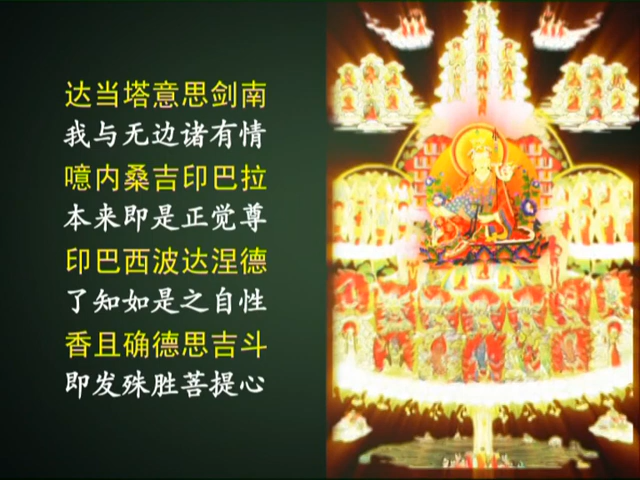 达当塔意思剑南
我与无边诸有情
噫内桑吉印巴拉
本来即是正觉尊
印巴西波达涅德
了知如是之自性
香且确德思吉斗
即发殊胜菩提心